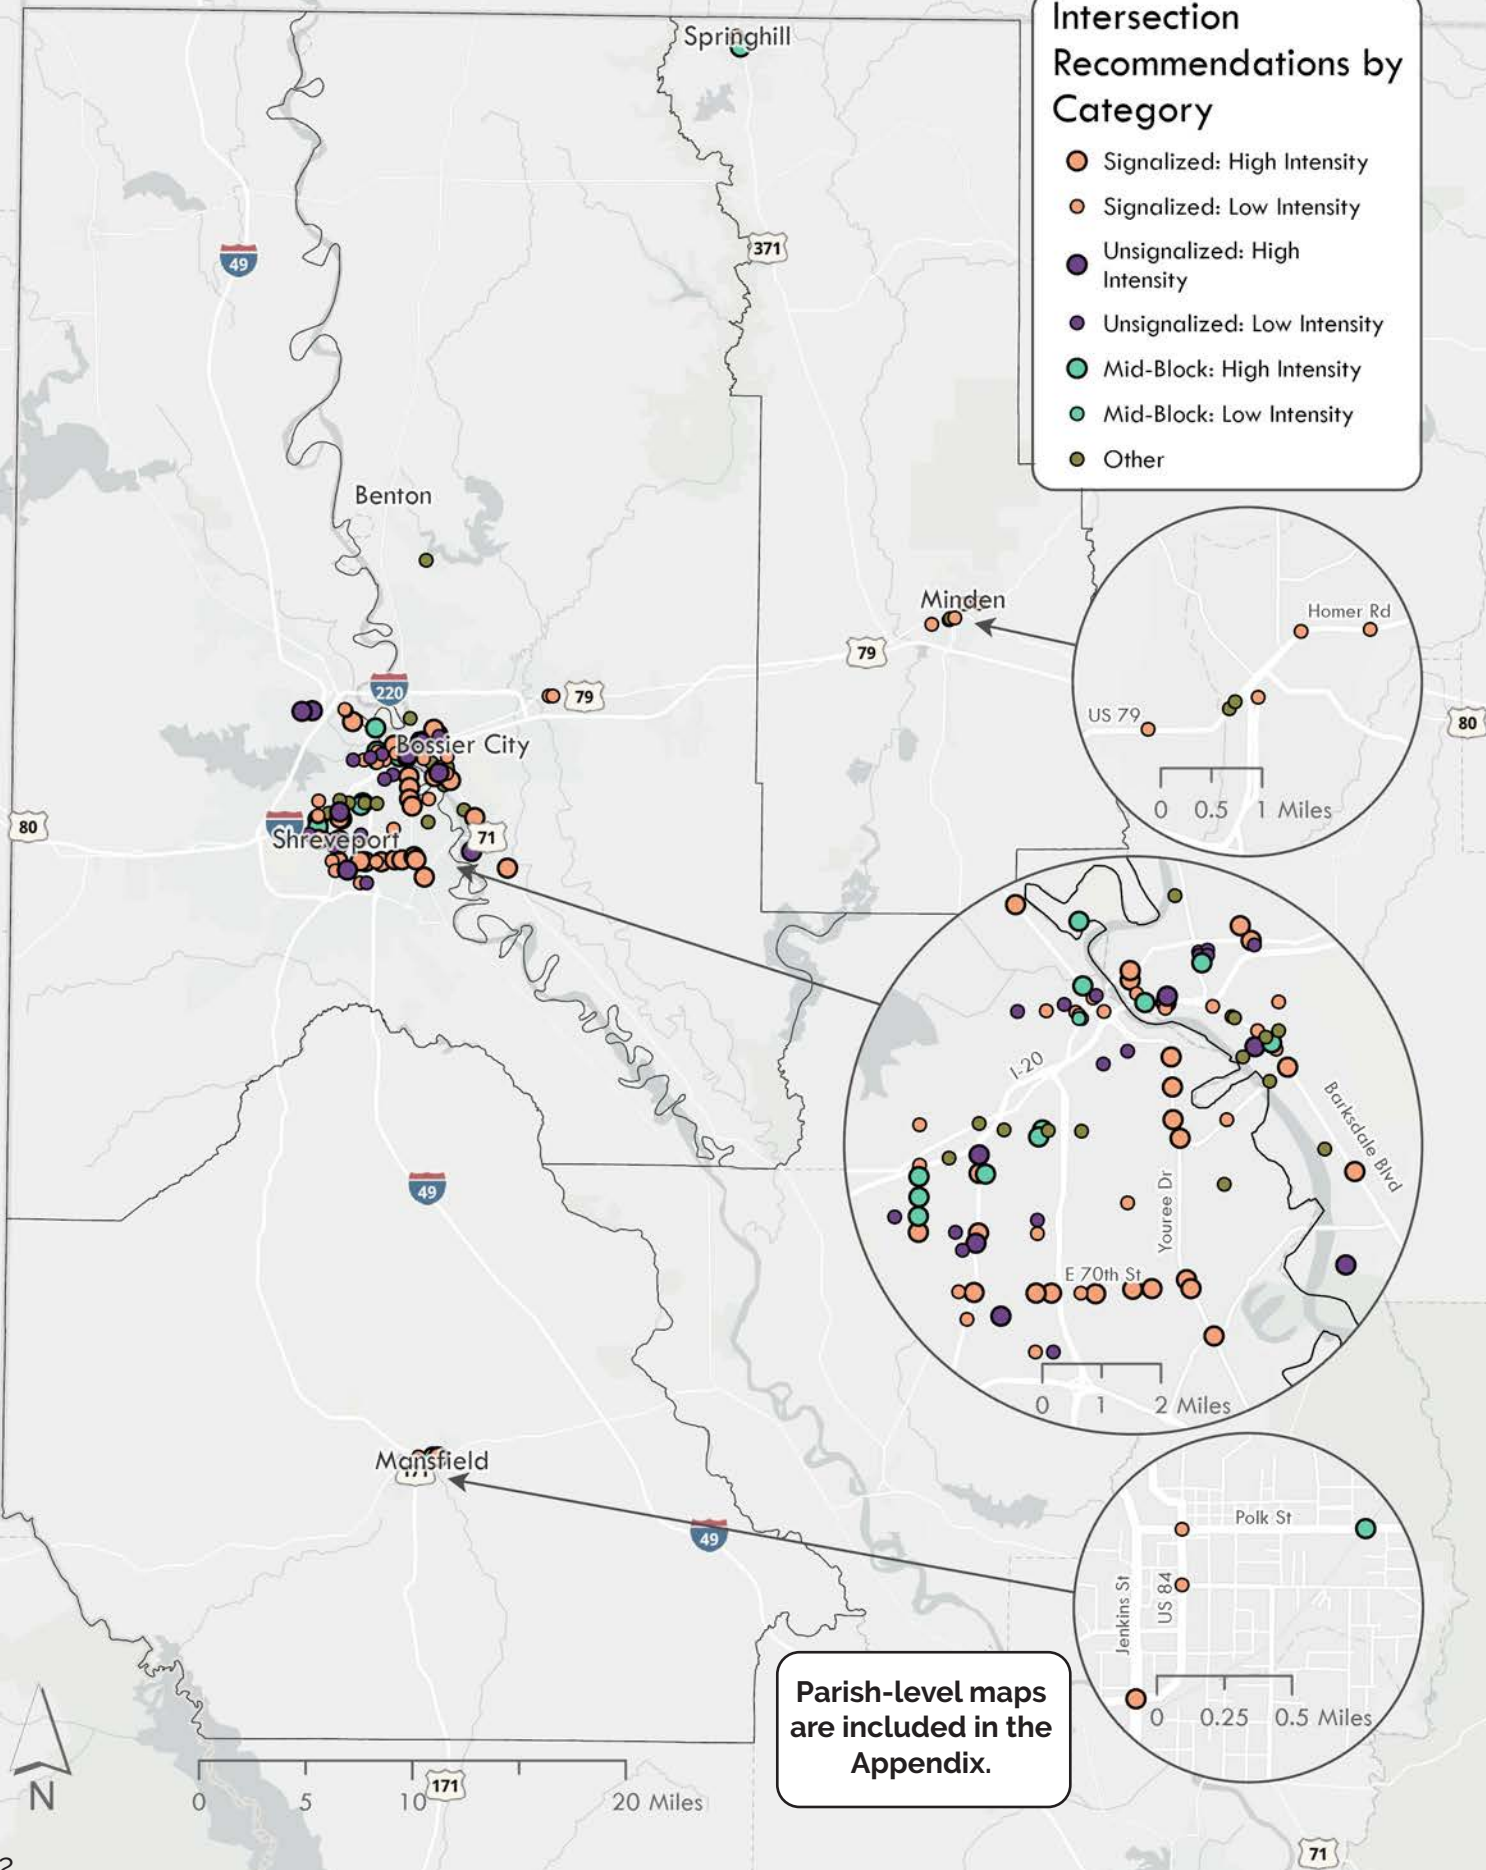 Springhill
Intersection
Recommendations by
Category
Signalized: High Intensity
Signalized: Low Intensity
Unsignalized: High
Intensity
Unsignalized: Low Intensity
Mid-Block: High Intensity
Mid-Block: Low Intensity
Other
49
371
Benton
Minden
79
220
79
Homer Rd
US 79
0 0.5 1 Miles
80
Bossier City
80
Shreveport
71
I-20
Barksdale Blvd
Youree Dr
E 70th St
0 1 2 Miles
49
Mansfield
171
49
Polk St
Jenkins St
US 84
0 0.25 0.5 Miles
Parish-level maps
are included in the
Appendix.
N
0 5 10 20 Miles
171
71